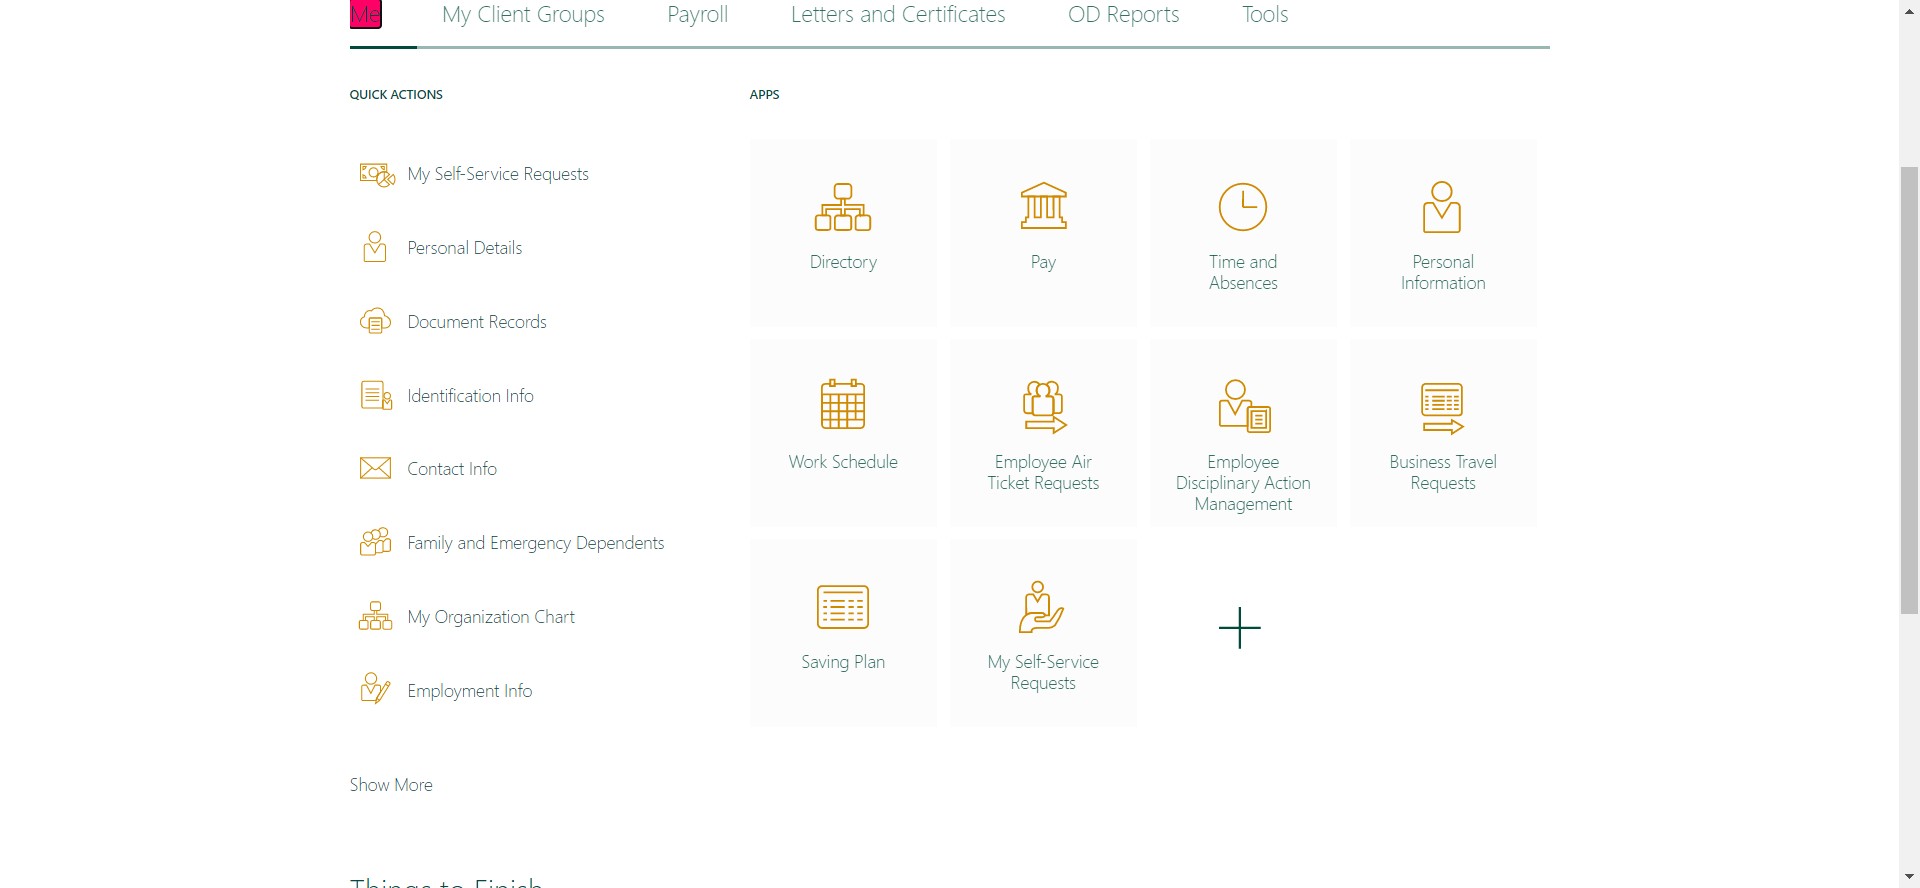 Me My Client Groups Payroll Letters and Certificates OD Reports Tools
QUICK ACTIONS
My Self-Service Requests
Personal Details
Document Records
Identification Info
Contact Info
Family and Emergency Dependents
My Organization Chart
Employment Info
Show More
APPS
Directory
Pay
Time and
Absences
Personal
Information
Work Schedule
Employee Air
Ticket Requests
Employee
Disciplinary Action
Management
Business Travel
Requests
Saving Plan
My Self-Service
Requests
Things to Finish